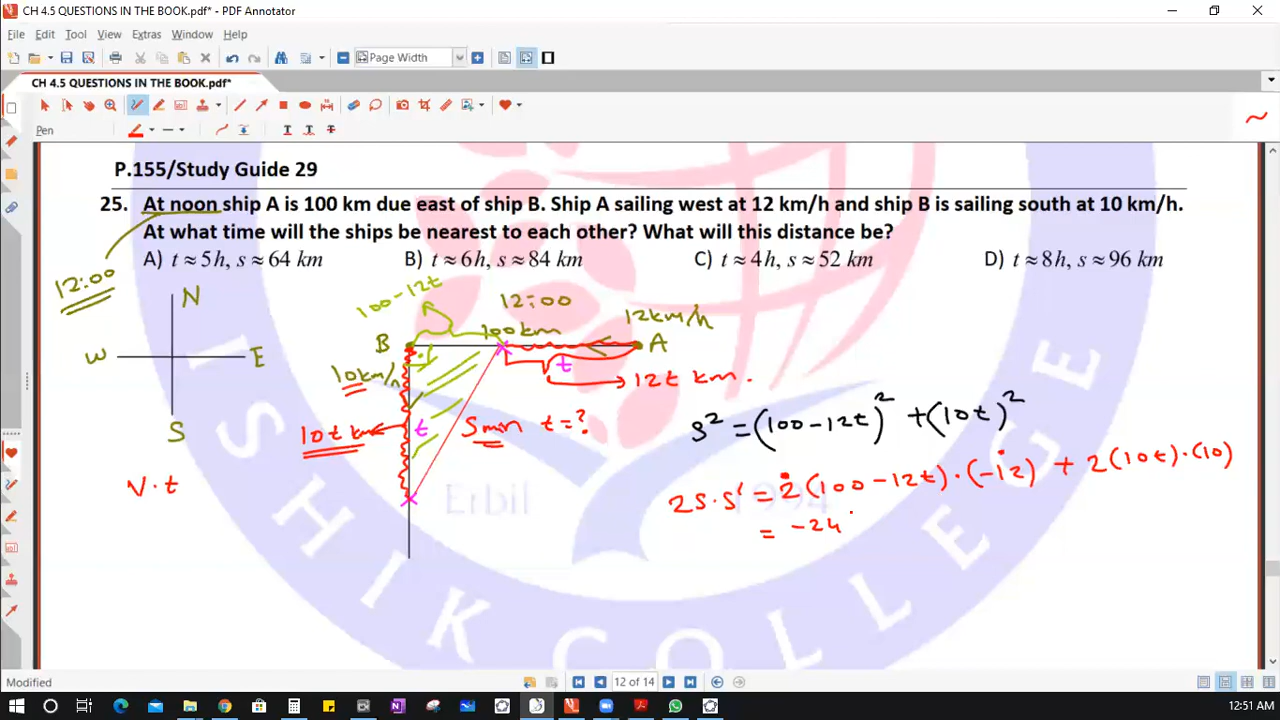 CH 4.5 QUESTIONS IN THE BOOK.pdf* - PDF Annotator
File Edit Tool View Extras Window Help
Page Width
CH 4.5 QUESTIONS IN THE BOOK.pdf*
Pen
P.155/Study Guide 29
25. At noon ship A is 100 km due east of ship B. Ship A sailing west at 12 km/h and ship B is sailing south at 10 km/h.
At what time will the ships be nearest to each other? What will this distance be?
A) t ≈ 5h, s ≈ 64 km B) t ≈ 6h, s ≈ 84 km C) t ≈ 4h, s ≈ 52 km D) t ≈ 8h, s ≈ 96 km
12:00
N
W E
S
V·t
100-12t
12:00
100km
12km/h
B A
10km/h
t
12t km.
10t km
t
Smin t=?
S² = (100-12t)² + (10t)²
2S·S' = 2(100-12t)·(-12) + 2(10t)·(10)
= -24
Erbil 1994
ISHIK COLLEGE
Modified
12 of 14
12:51 AM